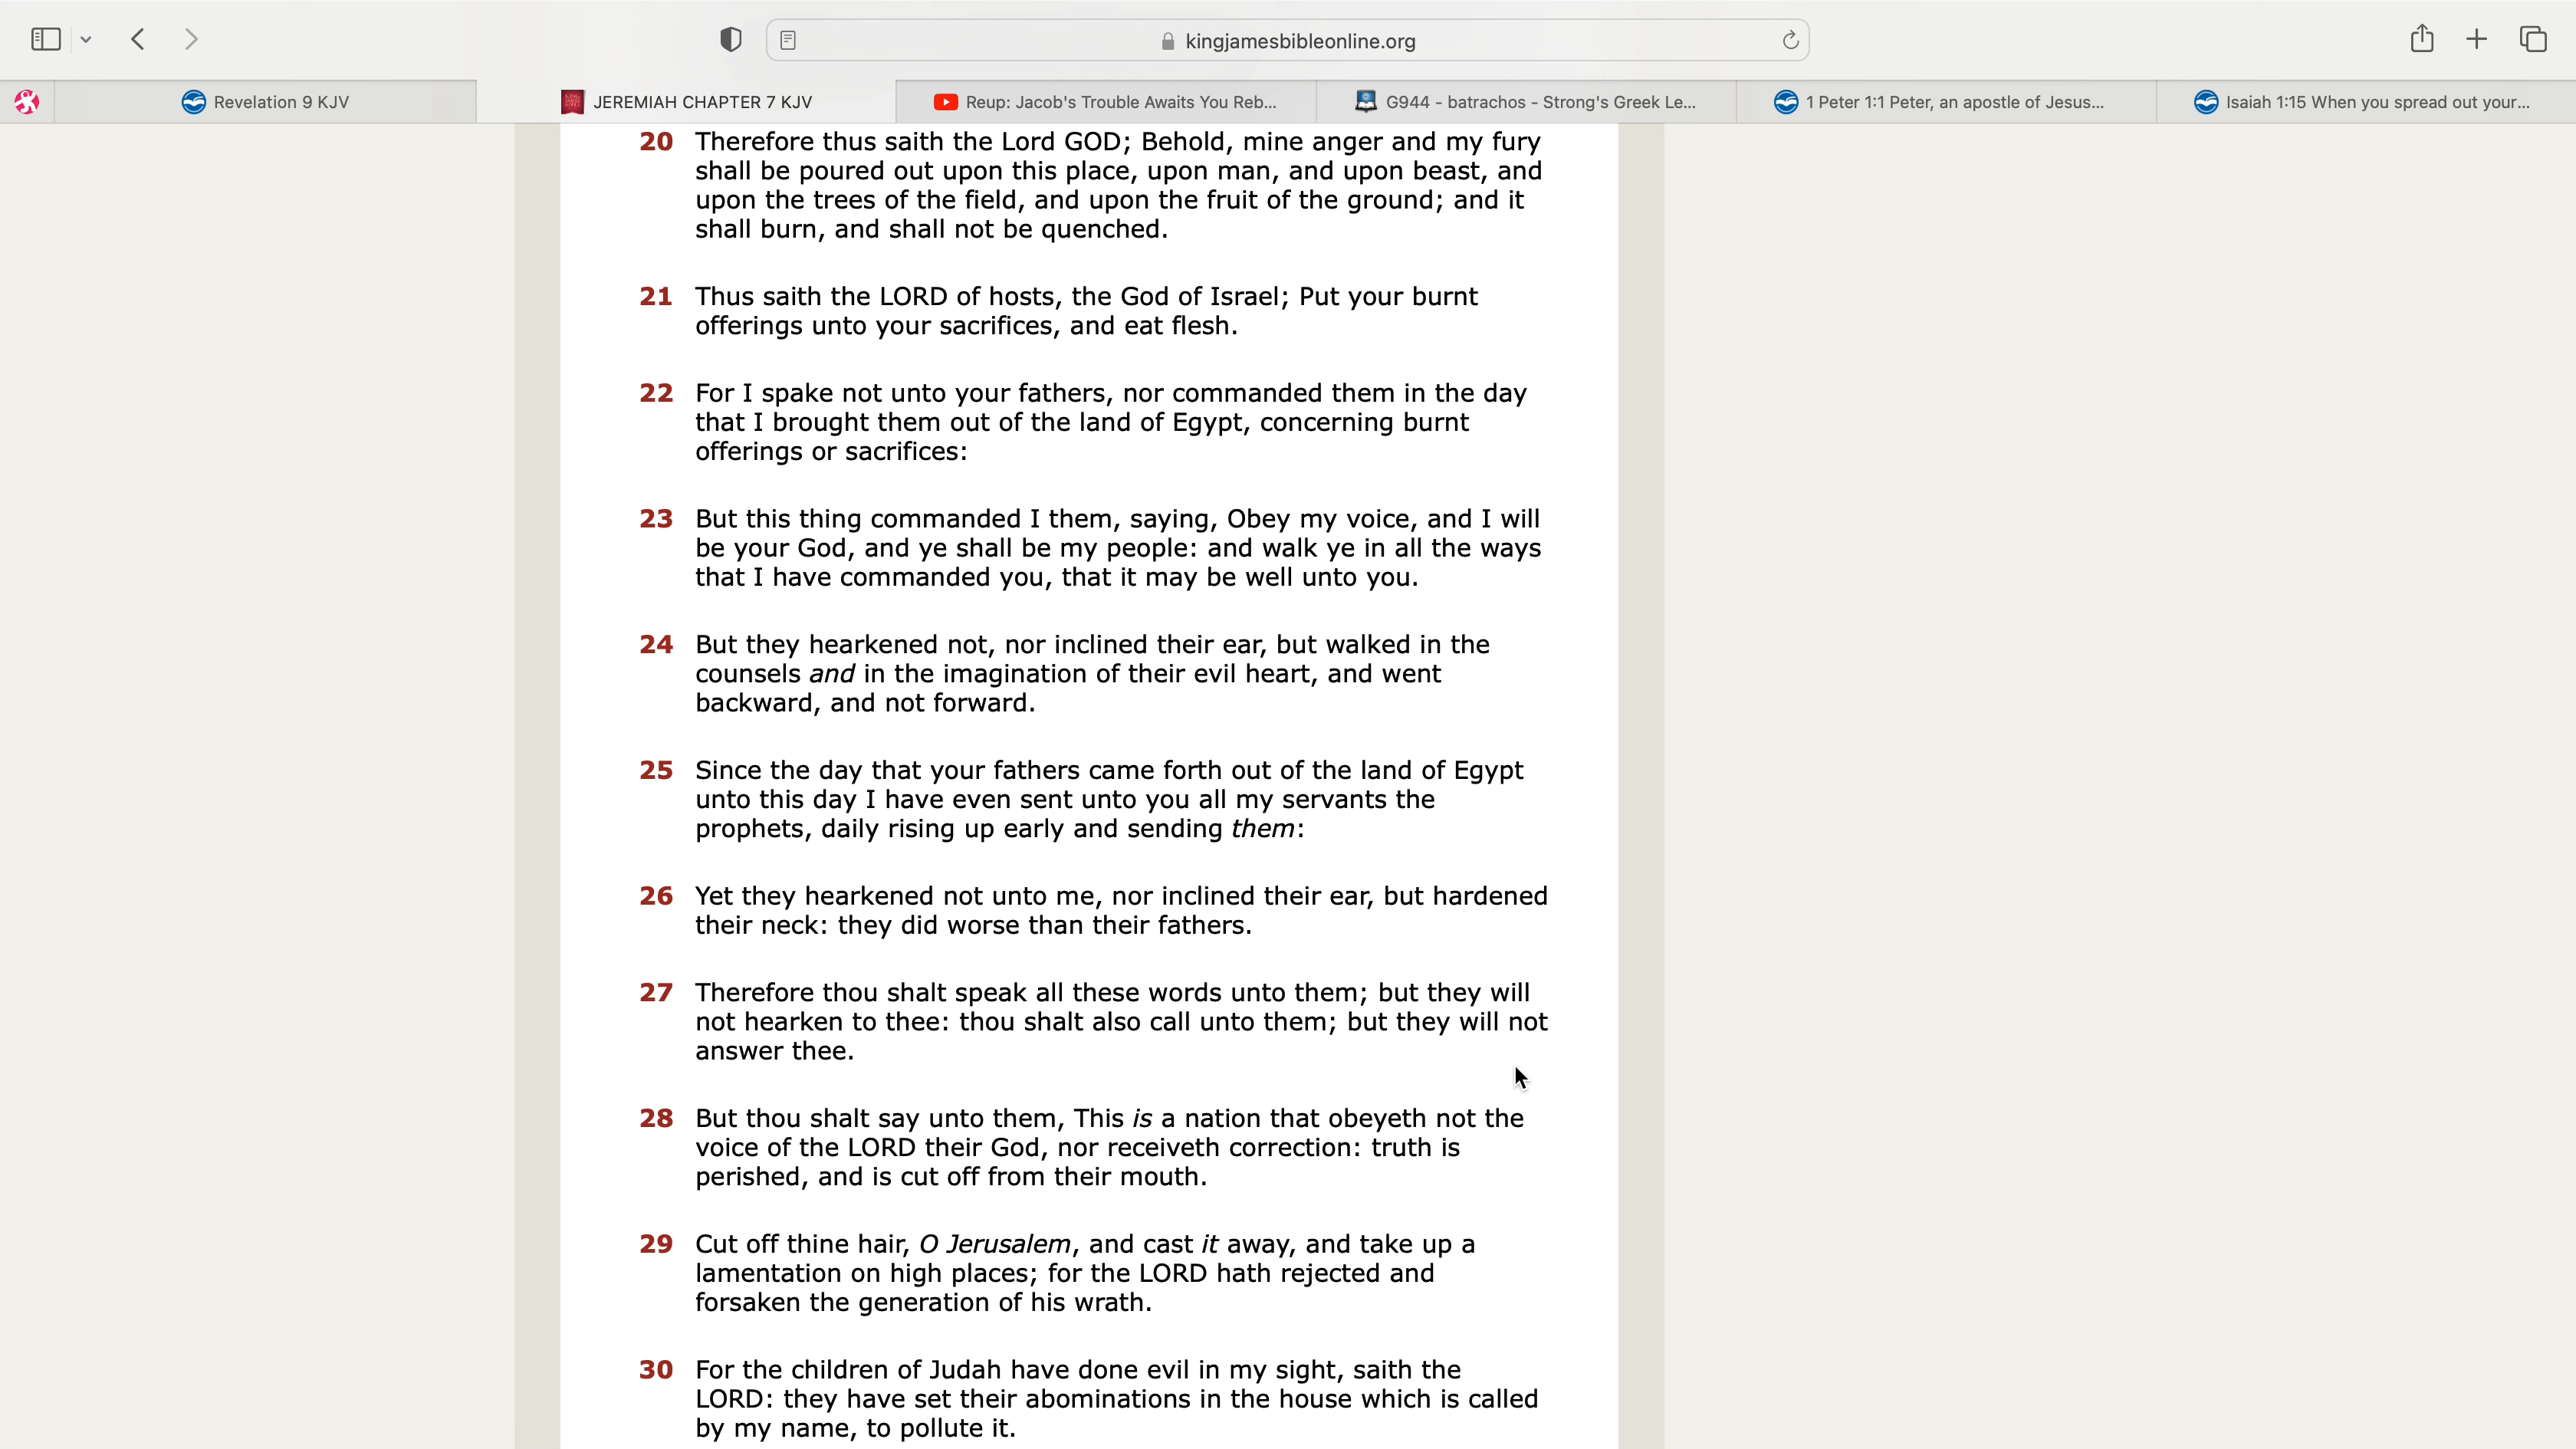 kingjamesbibleonline.org
Revelation 9 KJV
JEREMIAH CHAPTER 7 KJV
Reup: Jacob's Trouble Awaits You Reb...
G944 - batrachos - Strong's Greek Le...
1 Peter 1:1 Peter, an apostle of Jesus...
Isaiah 1:15 When you spread out your...
20 Therefore thus saith the Lord GOD; Behold, mine anger and my fury
shall be poured out upon this place, upon man, and upon beast, and
upon the trees of the field, and upon the fruit of the ground; and it
shall burn, and shall not be quenched.
21 Thus saith the LORD of hosts, the God of Israel; Put your burnt
offerings unto your sacrifices, and eat flesh.
22 For I spake not unto your fathers, nor commanded them in the day
that I brought them out of the land of Egypt, concerning burnt
offerings or sacrifices:
23 But this thing commanded I them, saying, Obey my voice, and I will
be your God, and ye shall be my people: and walk ye in all the ways
that I have commanded you, that it may be well unto you.
24 But they hearkened not, nor inclined their ear, but walked in the
counsels and in the imagination of their evil heart, and went
backward, and not forward.
25 Since the day that your fathers came forth out of the land of Egypt
unto this day I have even sent unto you all my servants the
prophets, daily rising up early and sending them:
26 Yet they hearkened not unto me, nor inclined their ear, but hardened
their neck: they did worse than their fathers.
27 Therefore thou shalt speak all these words unto them; but they will
not hearken to thee: thou shalt also call unto them; but they will not
answer thee.
28 But thou shalt say unto them, This is a nation that obeyeth not the
voice of the LORD their God, nor receiveth correction: truth is
perished, and is cut off from their mouth.
29 Cut off thine hair, O Jerusalem, and cast it away, and take up a
lamentation on high places; for the LORD hath rejected and
forsaken the generation of his wrath.
30 For the children of Judah have done evil in my sight, saith the
LORD: they have set their abominations in the house which is called
by my name, to pollute it.